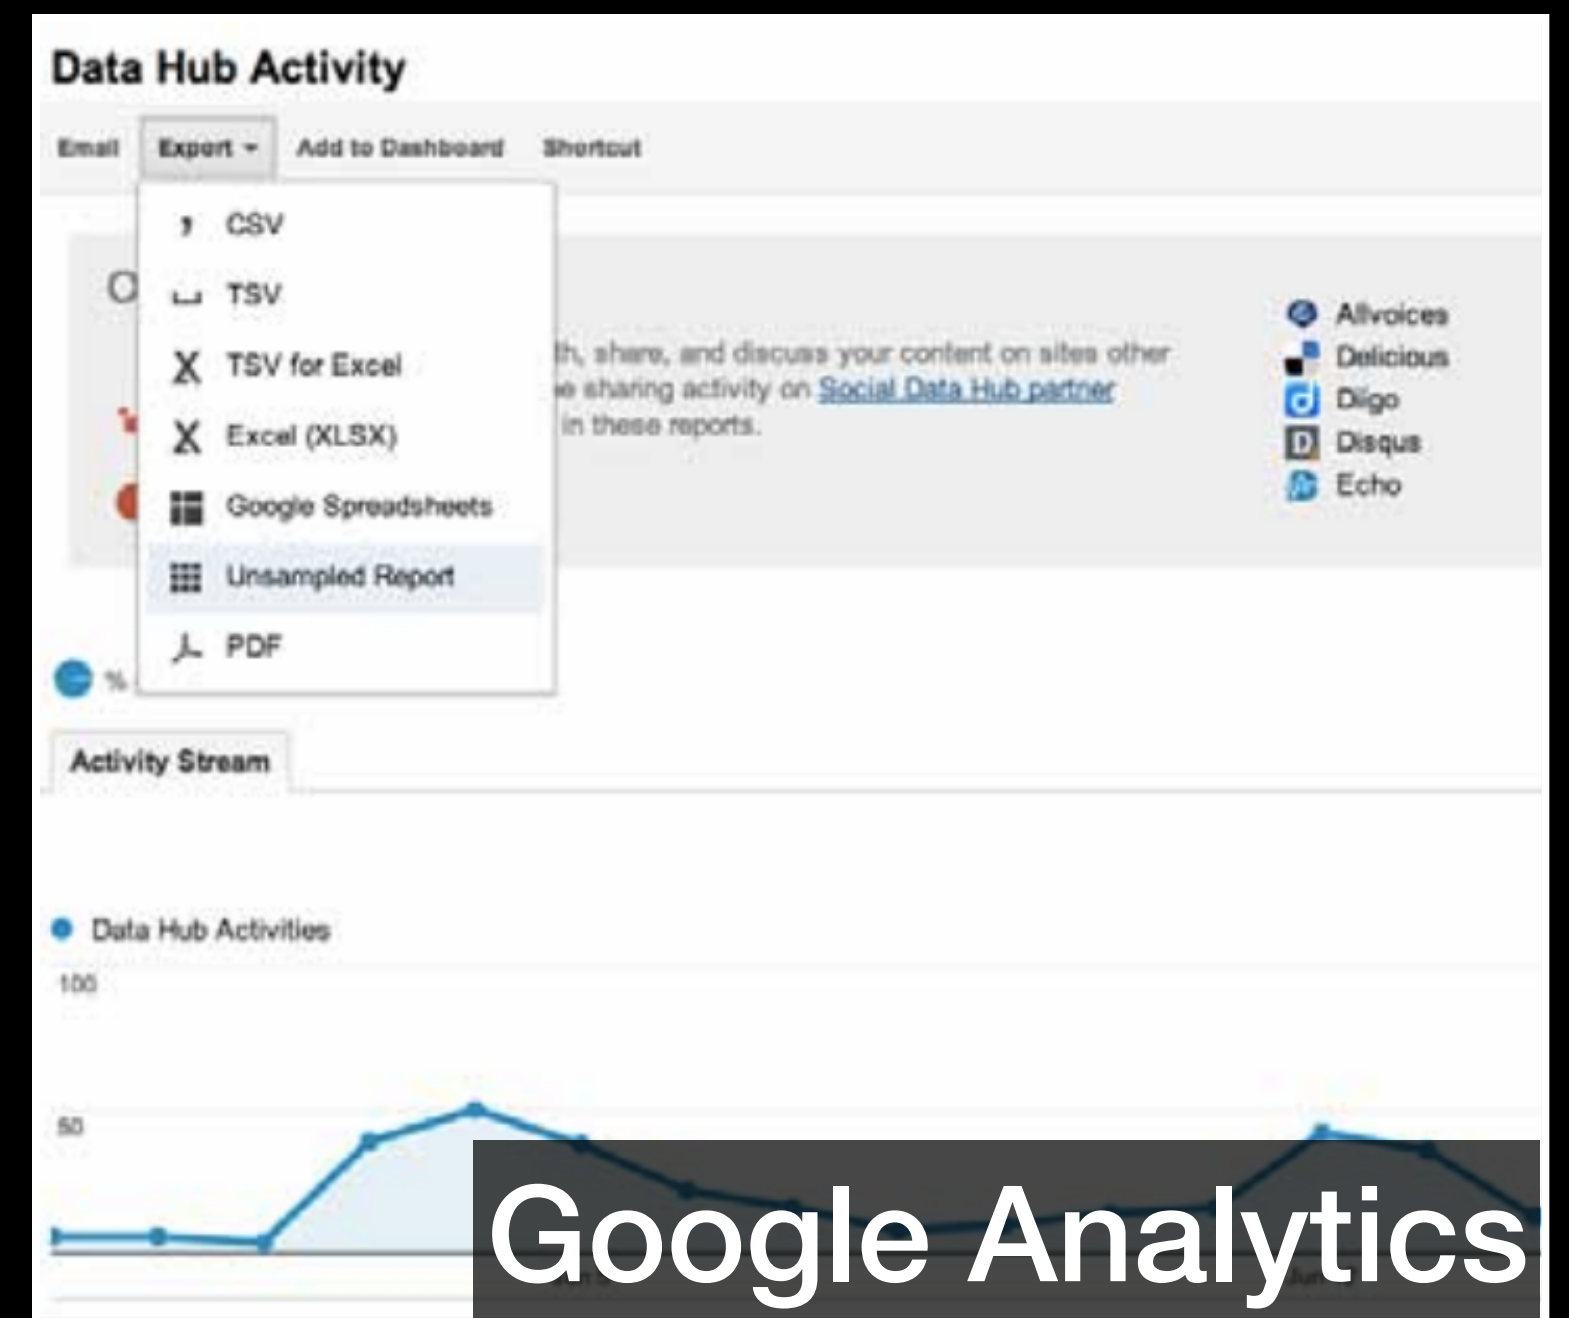 Data Hub Activity
Email Export Add to Dashboard Shortcut
CSV
TSV
TSV for Excel
Excel (XLSX)
Google Spreadsheets
Unsampled Report
PDF
share, and discuss your content on sites other
sharing activity on Social Data Hub partner
in these reports.
Allvoices
Delicious
Diigo
Disqus
Echo
%
Activity Stream
Data Hub Activities
100
50
Google Analytics